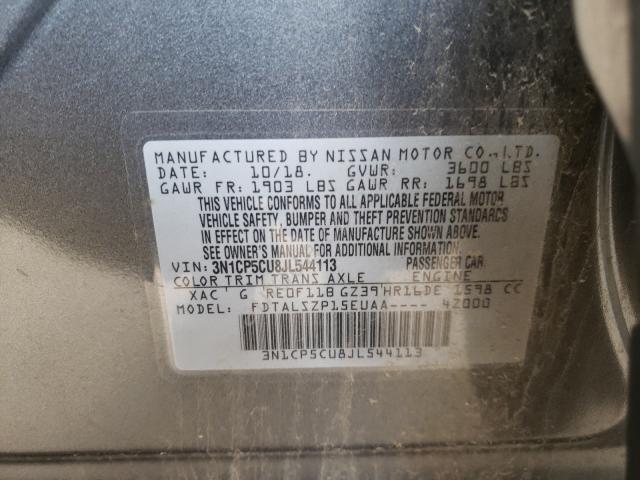 MANUFACTURED BY NISSAN MOTOR CO., LTD.
DATE: 10/18. GVWR: 3600 LBS
GAWR FR: 1903 LBS GAWR RR: 1698 LBS
THIS VEHICLE CONFORMS TO ALL APPLICABLE FEDERAL MOTOR
VEHICLE SAFETY, BUMPER AND THEFT PREVENTION STANDARDS
IN EFFECT ON THE DATE OF MANUFACTURE SHOWN ABOVE.
SEE OWNER'S MANUAL FOR ADDITIONAL INFORMATION.
VIN: 3N1CP5CU8JL544113 PASSENGER CAR
COLOR TRIM TRANS AXLE ENGINE
XAC G RE0F11B GZ39 HR16DE 1598 CC
MODEL: FDTALSZP15EUAA---- 42000
3N1CP5CU8JL544113